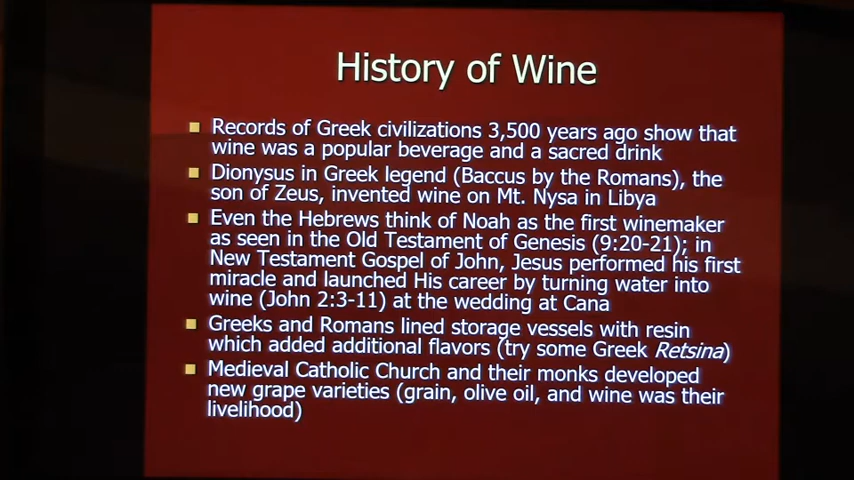 History of Wine
Records of Greek civilizations 3,500 years ago show that
wine was a popular beverage and a sacred drink
Dionysus in Greek legend (Baccus by the Romans), the
son of Zeus, invented wine on Mt. Nysa in Libya
Even the Hebrews think of Noah as the first winemaker
as seen in the Old Testament of Genesis (9:20-21); in
New Testament Gospel of John, Jesus performed his first
miracle and launched His career by turning water into
wine (John 2:3-11) at the wedding at Cana
Greeks and Romans lined storage vessels with resin
which added additional flavors (try some Greek Retsina)
Medieval Catholic Church and their monks developed
new grape varieties (grain, olive oil, and wine was their
livelihood)